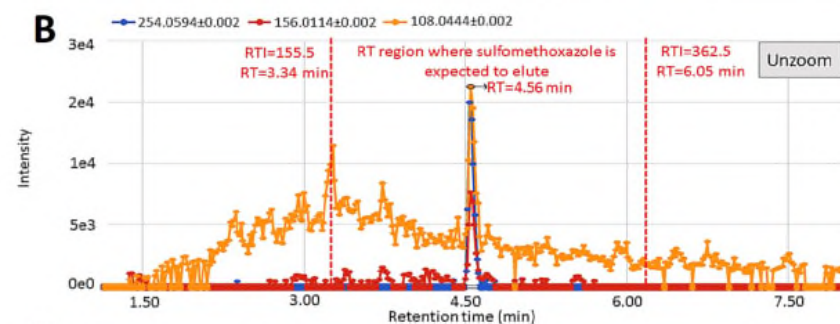 B
254.0594±0.002 156.0114±0.002 108.0444±0.002
RTI=155.5
RT=3.34 min
RT region where sulfomethoxazole is
expected to elute
RT=4.56 min
RTI=362.5
RT=6.05 min
Unzoom
Intensity
3e4
2e4
1e4
5e3
0e0
1.50 3.00 4.50 6.00 7.50
Retention time (min)